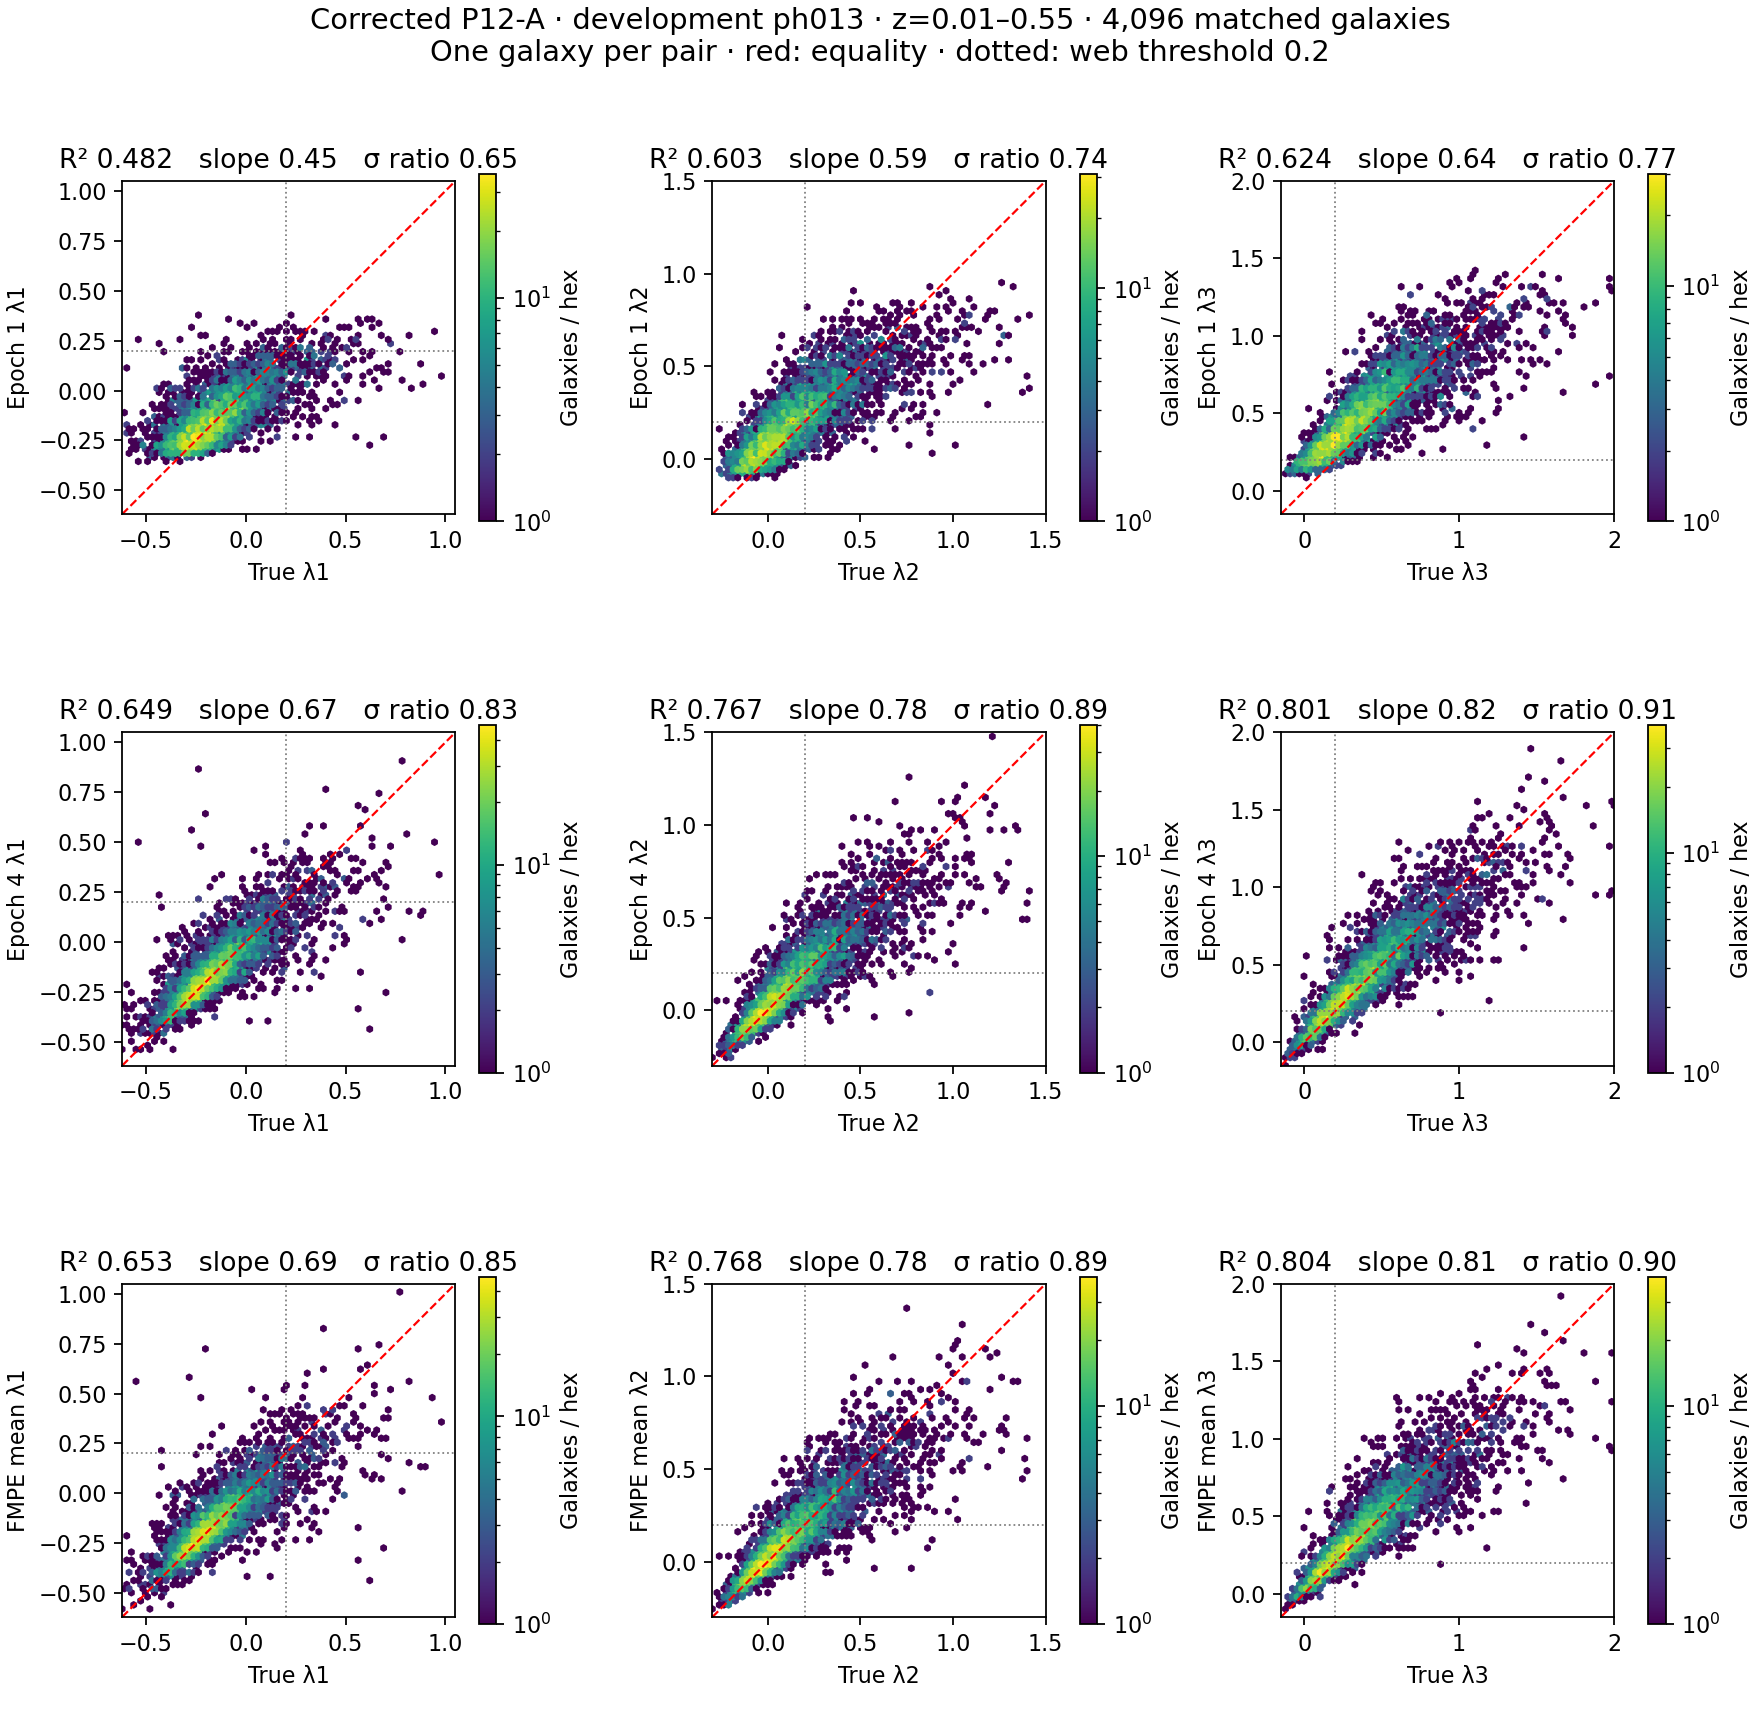 Corrected P12-A · development ph013 · z=0.01–0.55 · 4,096 matched galaxies
One galaxy per pair · red: equality · dotted: web threshold 0.2
R² 0.482 slope 0.45 σ ratio 0.65
1.00
0.75
0.50
0.25
0.00
−0.25
−0.50
Epoch 1 λ1
−0.5 0.0 0.5 1.0
True λ1
10¹
10⁰
Galaxies / hex
R² 0.603 slope 0.59 σ ratio 0.74
1.5
1.0
0.5
0.0
Epoch 1 λ2
0.0 0.5 1.0 1.5
True λ2
10¹
10⁰
Galaxies / hex
R² 0.624 slope 0.64 σ ratio 0.77
2.0
1.5
1.0
0.5
0.0
Epoch 1 λ3
0 1 2
True λ3
10¹
10⁰
Galaxies / hex
R² 0.649 slope 0.67 σ ratio 0.83
1.00
0.75
0.50
0.25
0.00
−0.25
−0.50
Epoch 4 λ1
−0.5 0.0 0.5 1.0
True λ1
10¹
10⁰
Galaxies / hex
R² 0.767 slope 0.78 σ ratio 0.89
1.5
1.0
0.5
0.0
Epoch 4 λ2
0.0 0.5 1.0 1.5
True λ2
10¹
10⁰
Galaxies / hex
R² 0.801 slope 0.82 σ ratio 0.91
2.0
1.5
1.0
0.5
0.0
Epoch 4 λ3
0 1 2
True λ3
10¹
10⁰
Galaxies / hex
R² 0.653 slope 0.69 σ ratio 0.85
1.00
0.75
0.50
0.25
0.00
−0.25
−0.50
FMPE mean λ1
−0.5 0.0 0.5 1.0
True λ1
10¹
10⁰
Galaxies / hex
R² 0.768 slope 0.78 σ ratio 0.89
1.5
1.0
0.5
0.0
FMPE mean λ2
0.0 0.5 1.0 1.5
True λ2
10¹
10⁰
Galaxies / hex
R² 0.804 slope 0.81 σ ratio 0.90
2.0
1.5
1.0
0.5
0.0
FMPE mean λ3
0 1 2
True λ3
10¹
10⁰
Galaxies / hex